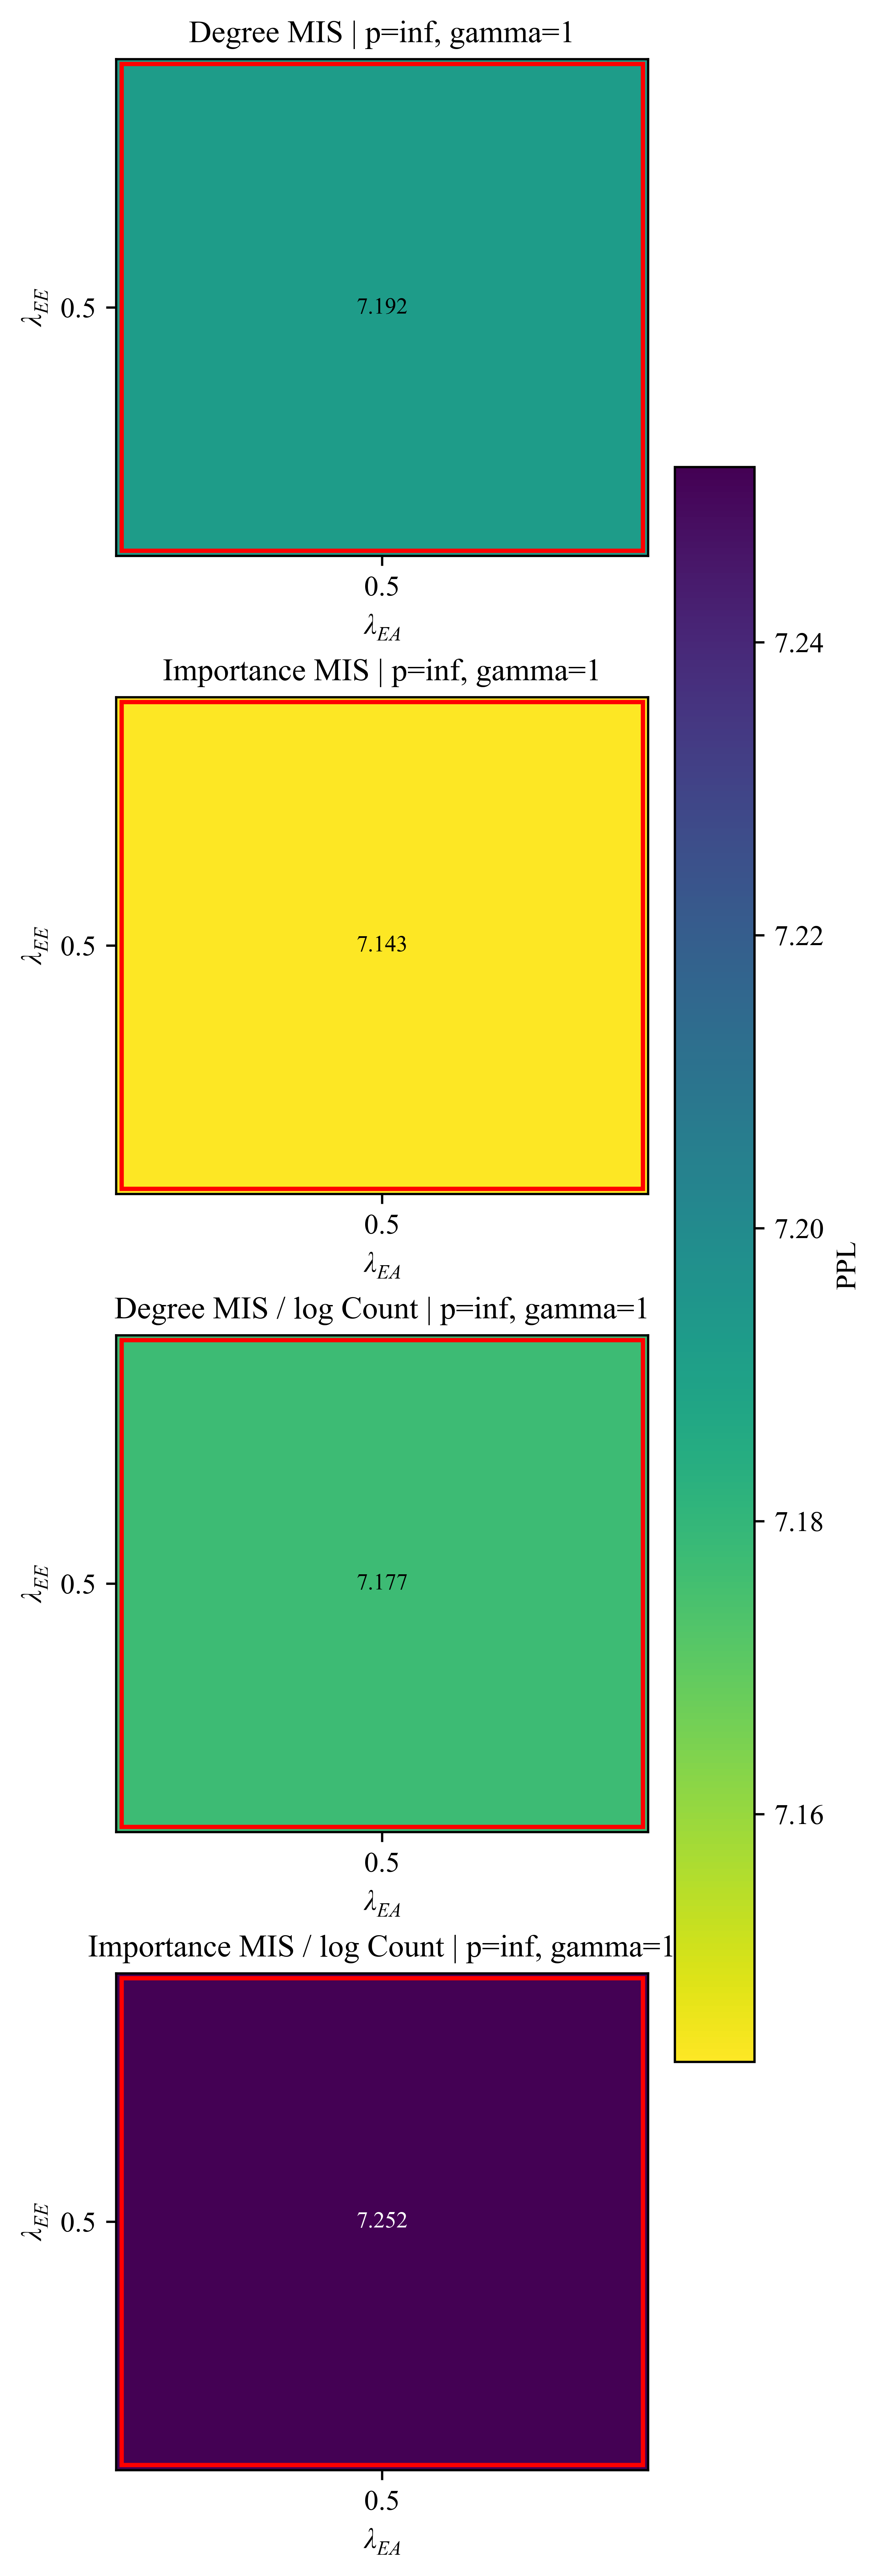 Degree MIS | p=inf, gamma=1
λEE
0.5
7.192
0.5
λEA
Importance MIS | p=inf, gamma=1
λEE
0.5
7.143
0.5
λEA
Degree MIS / log Count | p=inf, gamma=1
λEE
0.5
7.177
0.5
λEA
Importance MIS / log Count | p=inf, gamma=1
λEE
0.5
7.252
0.5
λEA
7.24
7.22
7.20
7.18
7.16
PPL